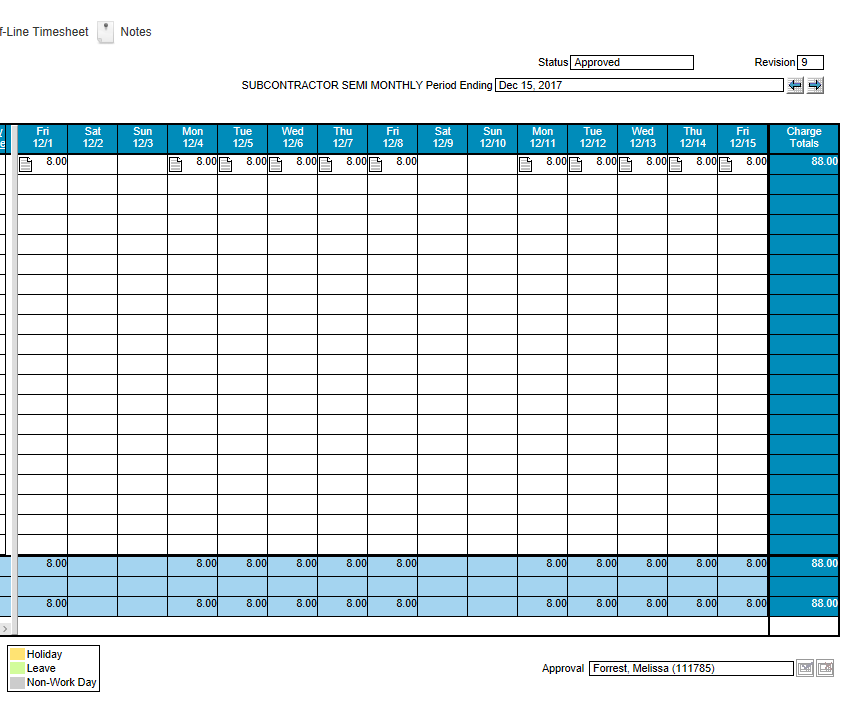 f-Line Timesheet Notes
Status Approved Revision 9
SUBCONTRACTOR SEMI MONTHLY Period Ending Dec 15, 2017
Fri Sat Sun Mon Tue Wed Thu Fri Sat Sun Mon Tue Wed Thu Fri Charge
12/1 12/2 12/3 12/4 12/5 12/6 12/7 12/8 12/9 12/10 12/11 12/12 12/13 12/14 12/15 Totals
8.00 8.00 8.00 8.00 8.00 8.00 8.00 8.00 8.00 8.00 8.00 88.00
8.00 8.00 8.00 8.00 8.00 8.00 8.00 8.00 8.00 8.00 8.00 88.00
8.00 8.00 8.00 8.00 8.00 8.00 8.00 8.00 8.00 8.00 8.00 88.00
Holiday
Leave
Non-Work Day
Approval Forrest, Melissa (111785)